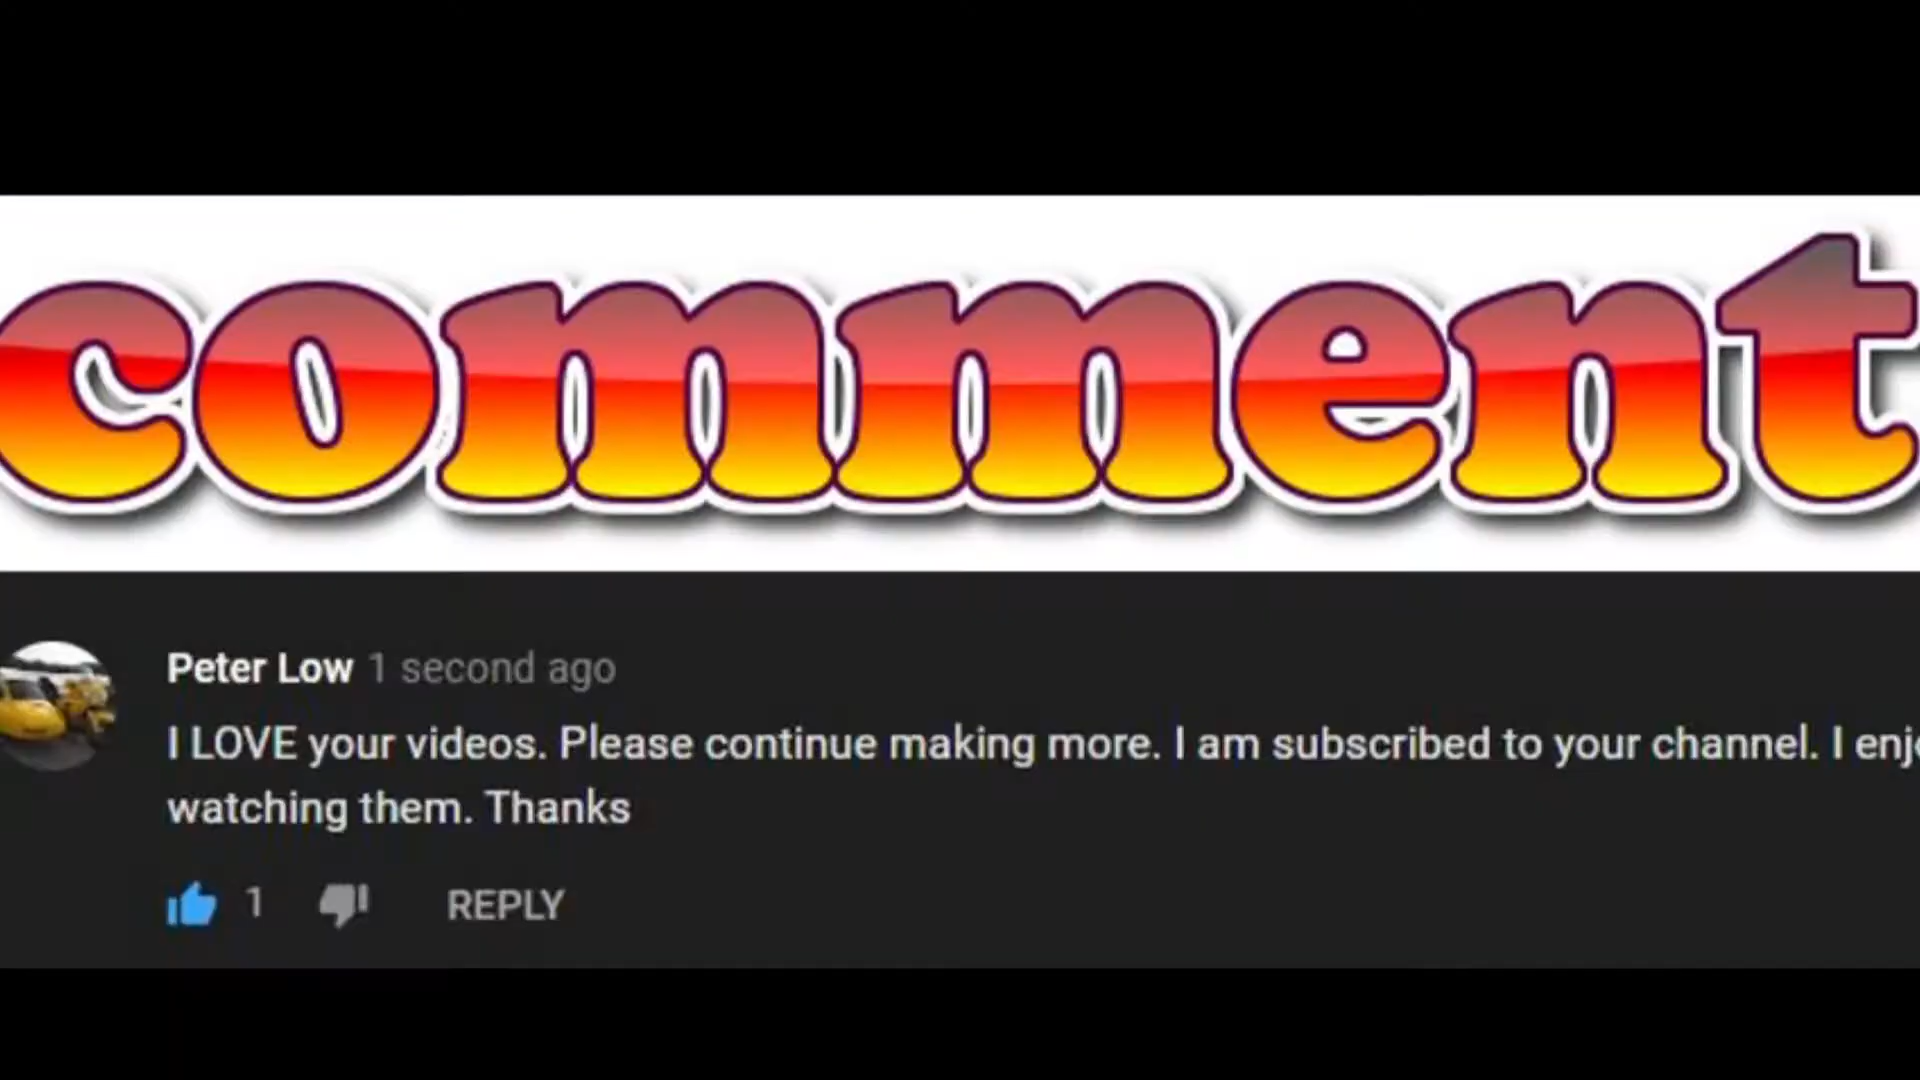 comment
Peter Low 1 second ago
I LOVE your videos. Please continue making more. I am subscribed to your channel. I
watching them. Thanks
1 REPLY